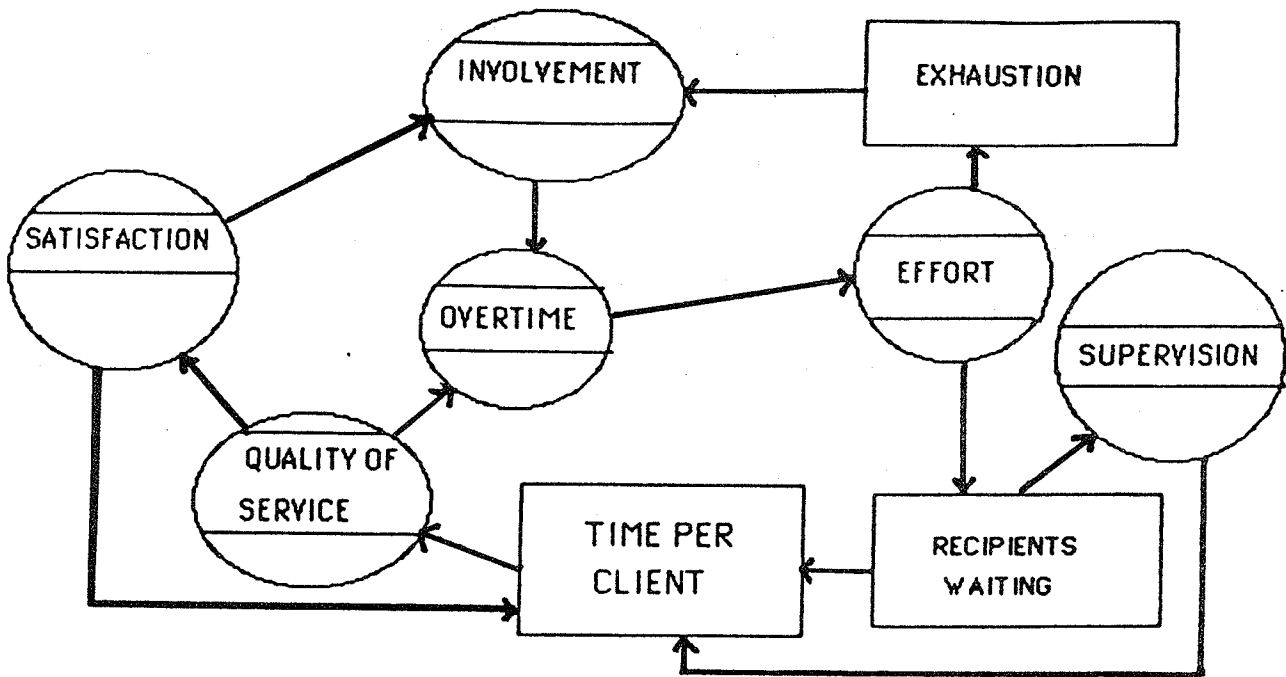 INVOLVEMENT
EXHAUSTION
SATISFACTION
OVERTIME
EFFORT
SUPERVISION
QUALITY OF
SERVICE
TIME PER
CLIENT
RECIPIENTS
WAITING